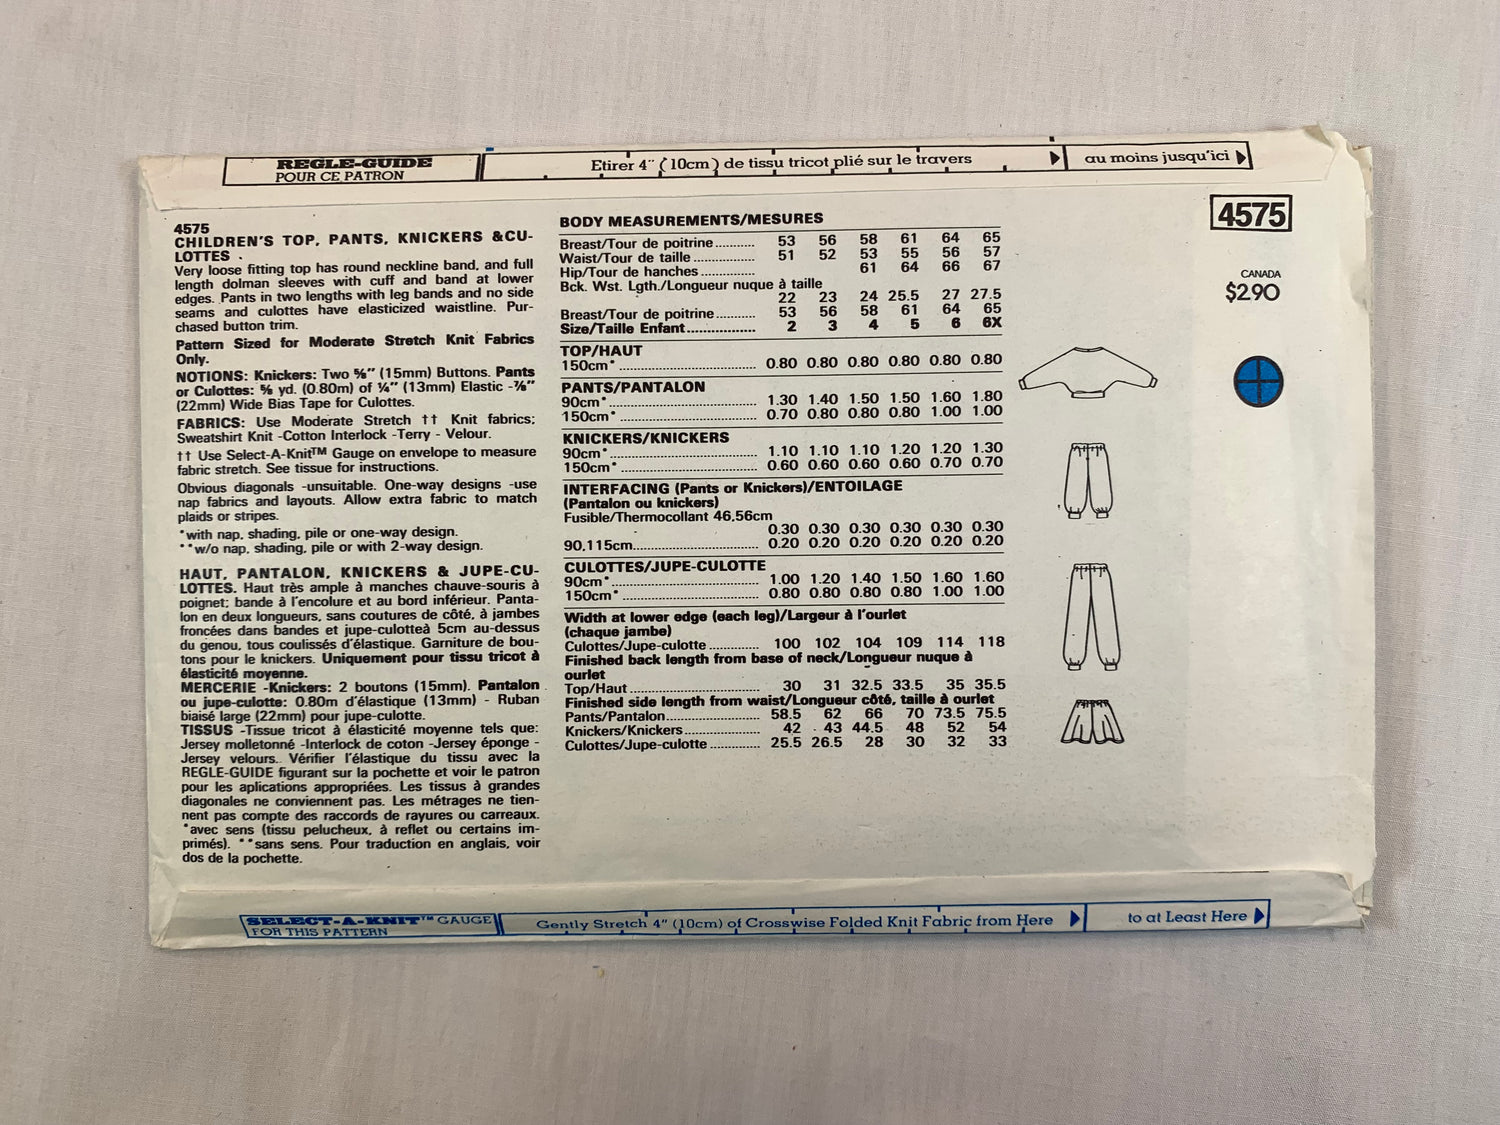 REGLE-GUIDE
POUR CE PATRON
Etirer 4" (10cm) de tissu tricot plié sur le travers
au moins jusqu'ici
4575
CHILDREN'S TOP, PANTS, KNICKERS &CU-
LOTTES .
Very loose fitting top has round neckline band, and full
length dolman sleeves with cuff and band at lower
edges. Pants in two lengths with leg bands and no side
seams and culottes have elasticized waistline. Pur-
chased button trim.
Pattern Sized for Moderate Stretch Knit Fabrics
Only.
NOTIONS: Knickers: Two ⅝" (15mm) Buttons. Pants
or Culottes: ⅝ yd. (0.80m) of ¼" (13mm) Elastic -⅞"
(22mm) Wide Bias Tape for Culottes.
FABRICS: Use Moderate Stretch †† Knit fabrics:
Sweatshirt Knit -Cotton Interlock -Terry - Velour.
†† Use Select-A-Knit™ Gauge on envelope to measure
fabric stretch. See tissue for instructions.
Obvious diagonals -unsuitable. One-way designs -use
nap fabrics and layouts. Allow extra fabric to match
plaids or stripes.
*with nap, shading, pile or one-way design.
**w/o nap, shading, pile or with 2-way design.
HAUT, PANTALON, KNICKERS & JUPE-CU-
LOTTES. Haut très ample à manches chauve-souris à
poignet; bande à l'encolure et au bord inférieur. Panta-
lon en deux longueurs, sans coutures de côté, à jambes
froncées dans bandes et jupe-culotteà 5cm au-dessus
du genou, tous coulissés d'élastique. Garniture de bou-
tons pour le knickers. Uniquement pour tissu tricot à
élasticité moyenne.
MERCERIE -Knickers: 2 boutons (15mm). Pantalon
ou jupe-culotte: 0.80m d'élastique (13mm) - Ruban
biaisé large (22mm) pour jupe-culotte.
TISSUS -Tissue tricot à élasticité moyenne tels que:
Jersey molletonné -Interlock de coton -Jersey éponge -
Jersey velours. Vérifier l'élastique du tissu avec la
REGLE-GUIDE figurant sur la pochette et voir le patron
pour les aplications appropriées. Les tissus à grandes
diagonales ne conviennent pas. Les métrages ne tien-
nent pas compte des raccords de rayures ou carreaux.
*avec sens (tissu pelucheux, à reflet ou certains im-
primés). **sans sens. Pour traduction en anglais, voir
dos de la pochette.
BODY MEASUREMENTS/MESURES
Breast/Tour de poitrine........... 53 56 58 61 64 65
Waist/Tour de taille ................. 51 52 53 55 56 57
Hip/Tour de hanches .............. 61 64 66 67
Bck. Wst. Lgth./Longueur nuque à taille
22 23 24 25.5 27 27.5
Breast/Tour de poitrine........... 53 56 58 61 64 65
Size/Taille Enfant................... 2 3 4 5 6 6X
TOP/HAUT
150cm* .................................. 0.80 0.80 0.80 0.80 0.80 0.80
PANTS/PANTALON
90cm* .................................... 1.30 1.40 1.50 1.50 1.60 1.80
150cm* .................................. 0.70 0.80 0.80 0.80 1.00 1.00
KNICKERS/KNICKERS
90cm* .................................... 1.10 1.10 1.10 1.20 1.20 1.30
150cm* .................................. 0.60 0.60 0.60 0.60 0.70 0.70
INTERFACING (Pants or Knickers)/ENTOILAGE
(Pantalon ou knickers)
Fusible/Thermocollant 46,56cm
0.30 0.30 0.30 0.30 0.30 0.30
90,115cm................................ 0.20 0.20 0.20 0.20 0.20 0.20
CULOTTES/JUPE-CULOTTE
90cm* .................................... 1.00 1.20 1.40 1.50 1.60 1.60
150cm* .................................. 0.80 0.80 0.80 0.80 1.00 1.00
Width at lower edge (each leg)/Largeur à l'ourlet
(chaque jambe)
Culottes/Jupe-culotte ............. 100 102 104 109 114 118
Finished back length from base of neck/Longueur nuque à
ourlet
Top/Haut ................................. 30 31 32.5 33.5 35 35.5
Finished side length from waist/Longueur côté, taille à ourlet
Pants/Pantalon........................ 58.5 62 66 70 73.5 75.5
Knickers/Knickers ................... 42 43 44.5 48 52 54
Culottes/Jupe-culotte ............. 25.5 26.5 28 30 32 33
4575
CANADA
$2.90
SELECT-A-KNIT™ GAUGE
FOR THIS PATTERN
Gently Stretch 4" (10cm) of Crosswise Folded Knit Fabric from Here
to at Least Here